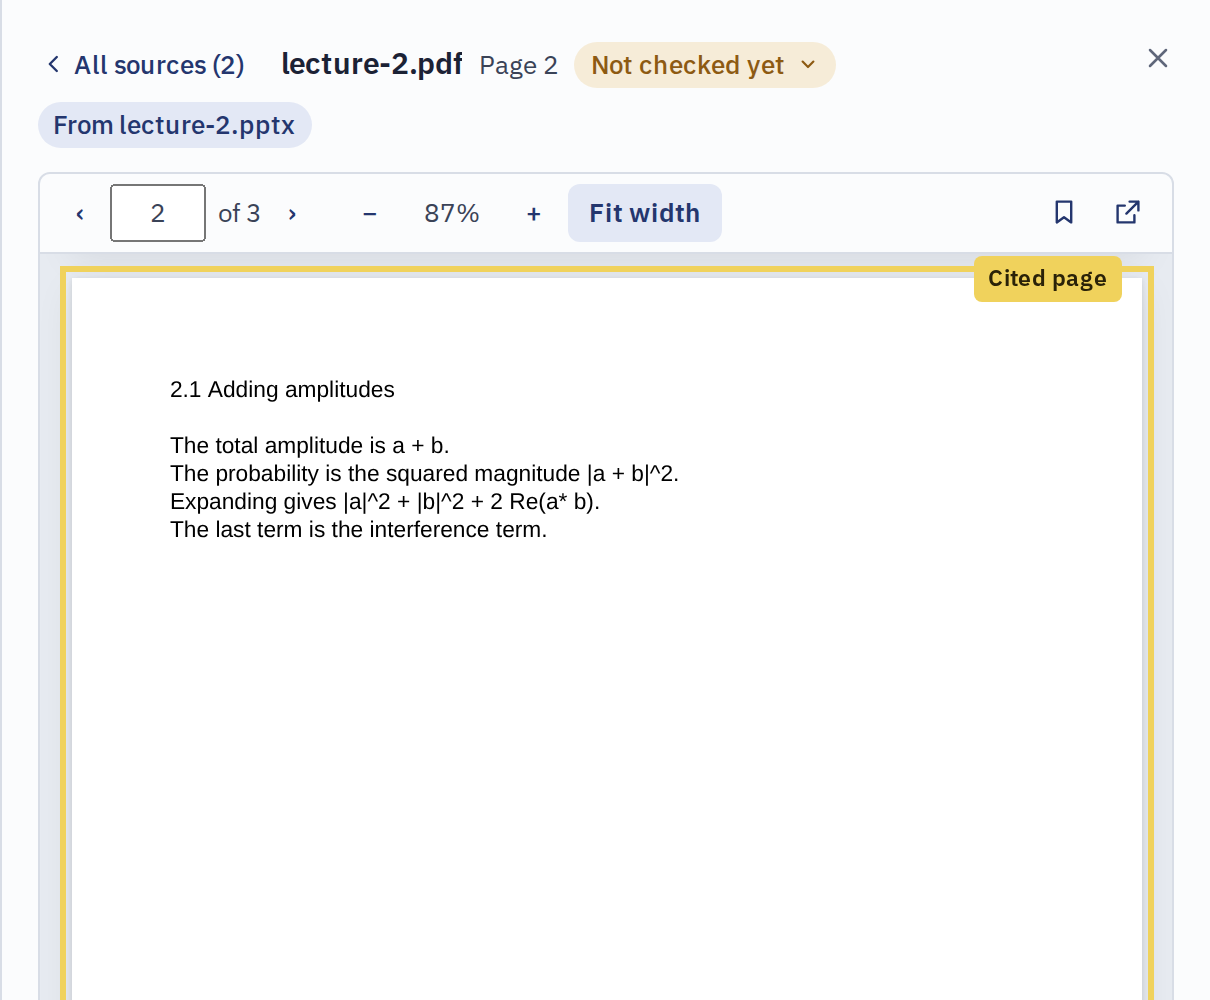 All sources (2) lecture-2.pdf Page 2 Not checked yet
From lecture-2.pptx
2 of 3 − 87% + Fit width
Cited page
2.1 Adding amplitudes
The total amplitude is a + b.
The probability is the squared magnitude |a + b|^2.
Expanding gives |a|^2 + |b|^2 + 2 Re(a* b).
The last term is the interference term.